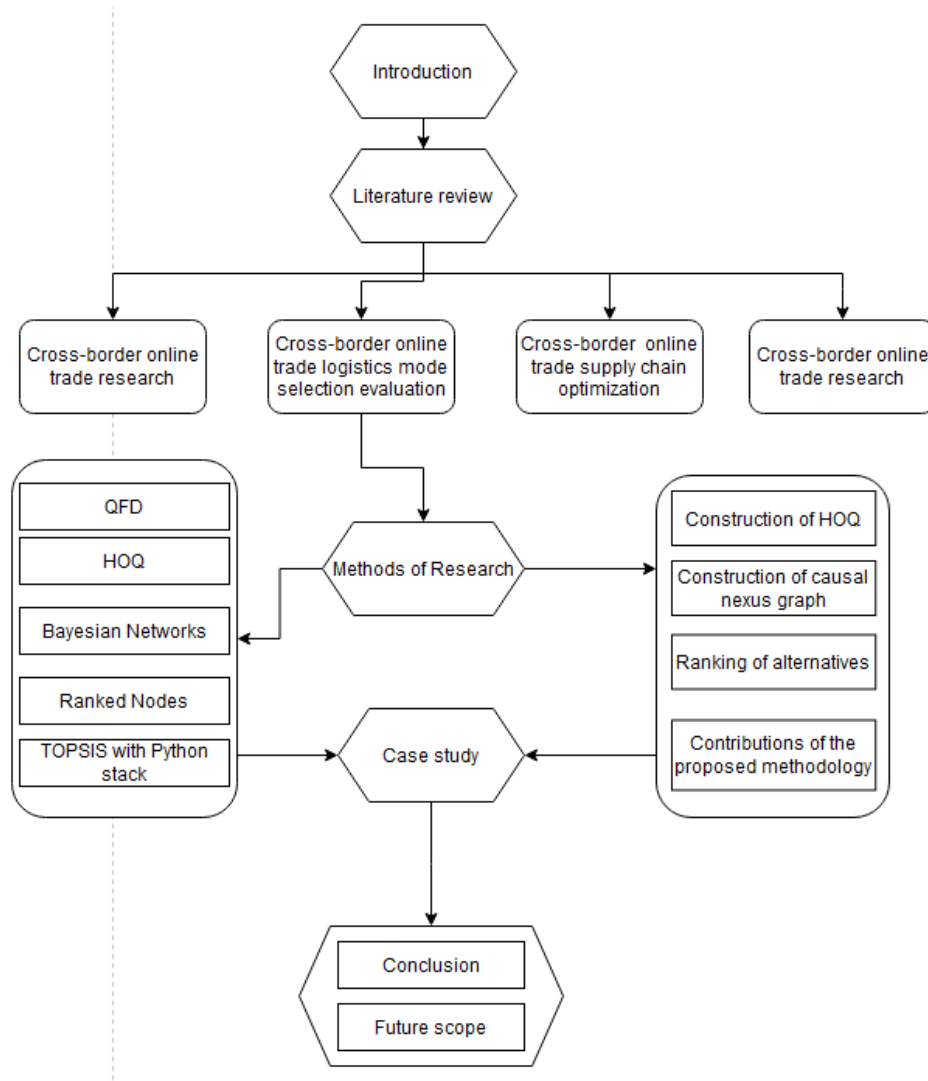 Introduction
Literature review
Cross-border online
trade research
Cross-border online
trade logistics mode
selection evaluation
Cross-border online
trade supply chain
optimization
Cross-border online
trade research
QFD
HOQ
Bayesian Networks
Ranked Nodes
TOPSIS with Python
stack
Methods of Research
Construction of HOQ
Construction of causal
nexus graph
Ranking of alternatives
Contributions of the
proposed methodology
Case study
Conclusion
Future scope